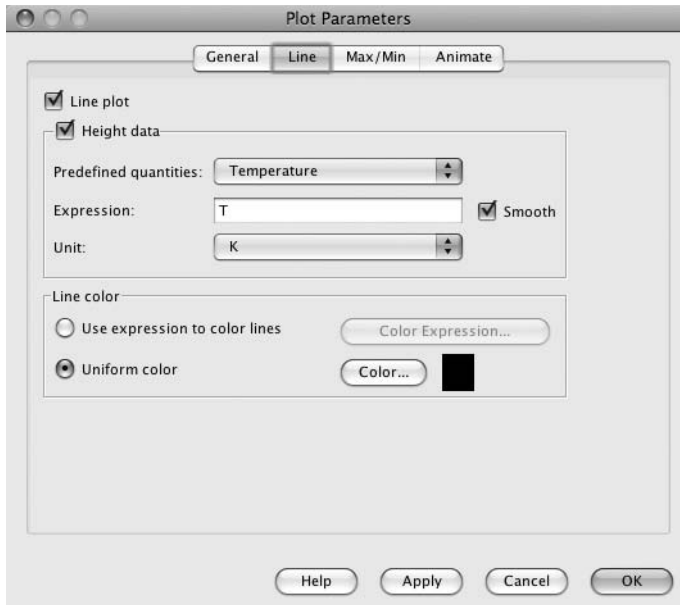 Plot Parameters
General Line Max/Min Animate
Line plot
Height data
Predefined quantities: Temperature
Expression: T Smooth
Unit: K
Line color
Use expression to color lines Color Expression...
Uniform color Color...
Help Apply Cancel OK